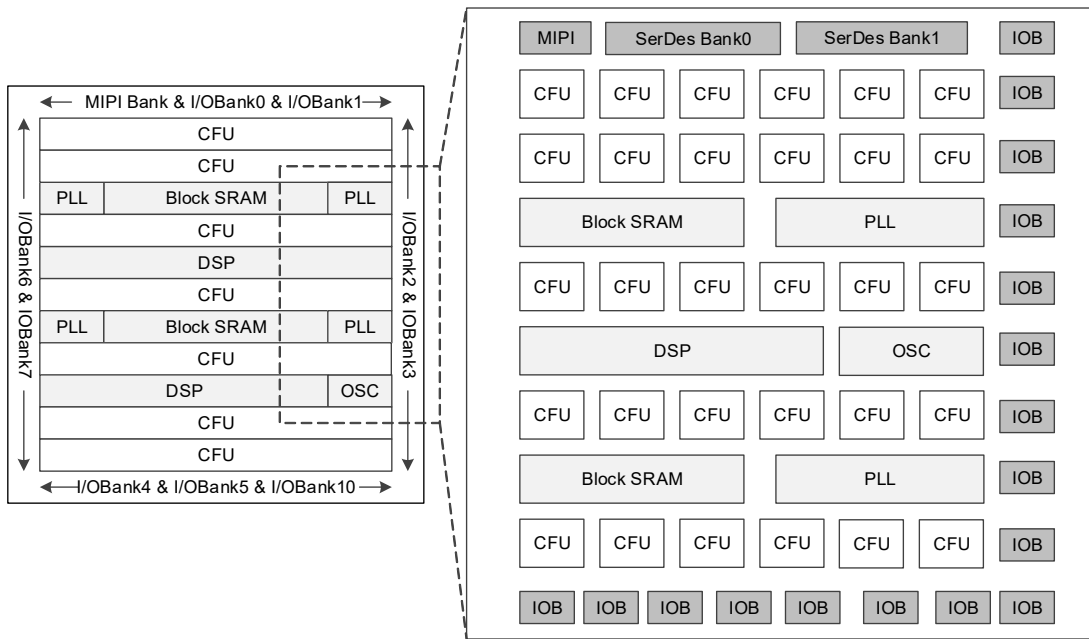 MIPI Bank & I/OBank0 & I/OBank1
I/OBank6 & IOBank7
CFU
CFU
PLL Block SRAM PLL
CFU
DSP
CFU
PLL Block SRAM PLL
CFU
DSP OSC
CFU
CFU
I/OBank2 & IOBank3
I/OBank4 & I/OBank5 & I/OBank10
MIPI SerDes Bank0 SerDes Bank1 IOB
CFU CFU CFU CFU CFU CFU IOB
CFU CFU CFU CFU CFU CFU IOB
Block SRAM PLL IOB
CFU CFU CFU CFU CFU CFU IOB
DSP OSC IOB
CFU CFU CFU CFU CFU CFU IOB
Block SRAM PLL IOB
CFU CFU CFU CFU CFU CFU IOB
IOB IOB IOB IOB IOB IOB IOB IOB